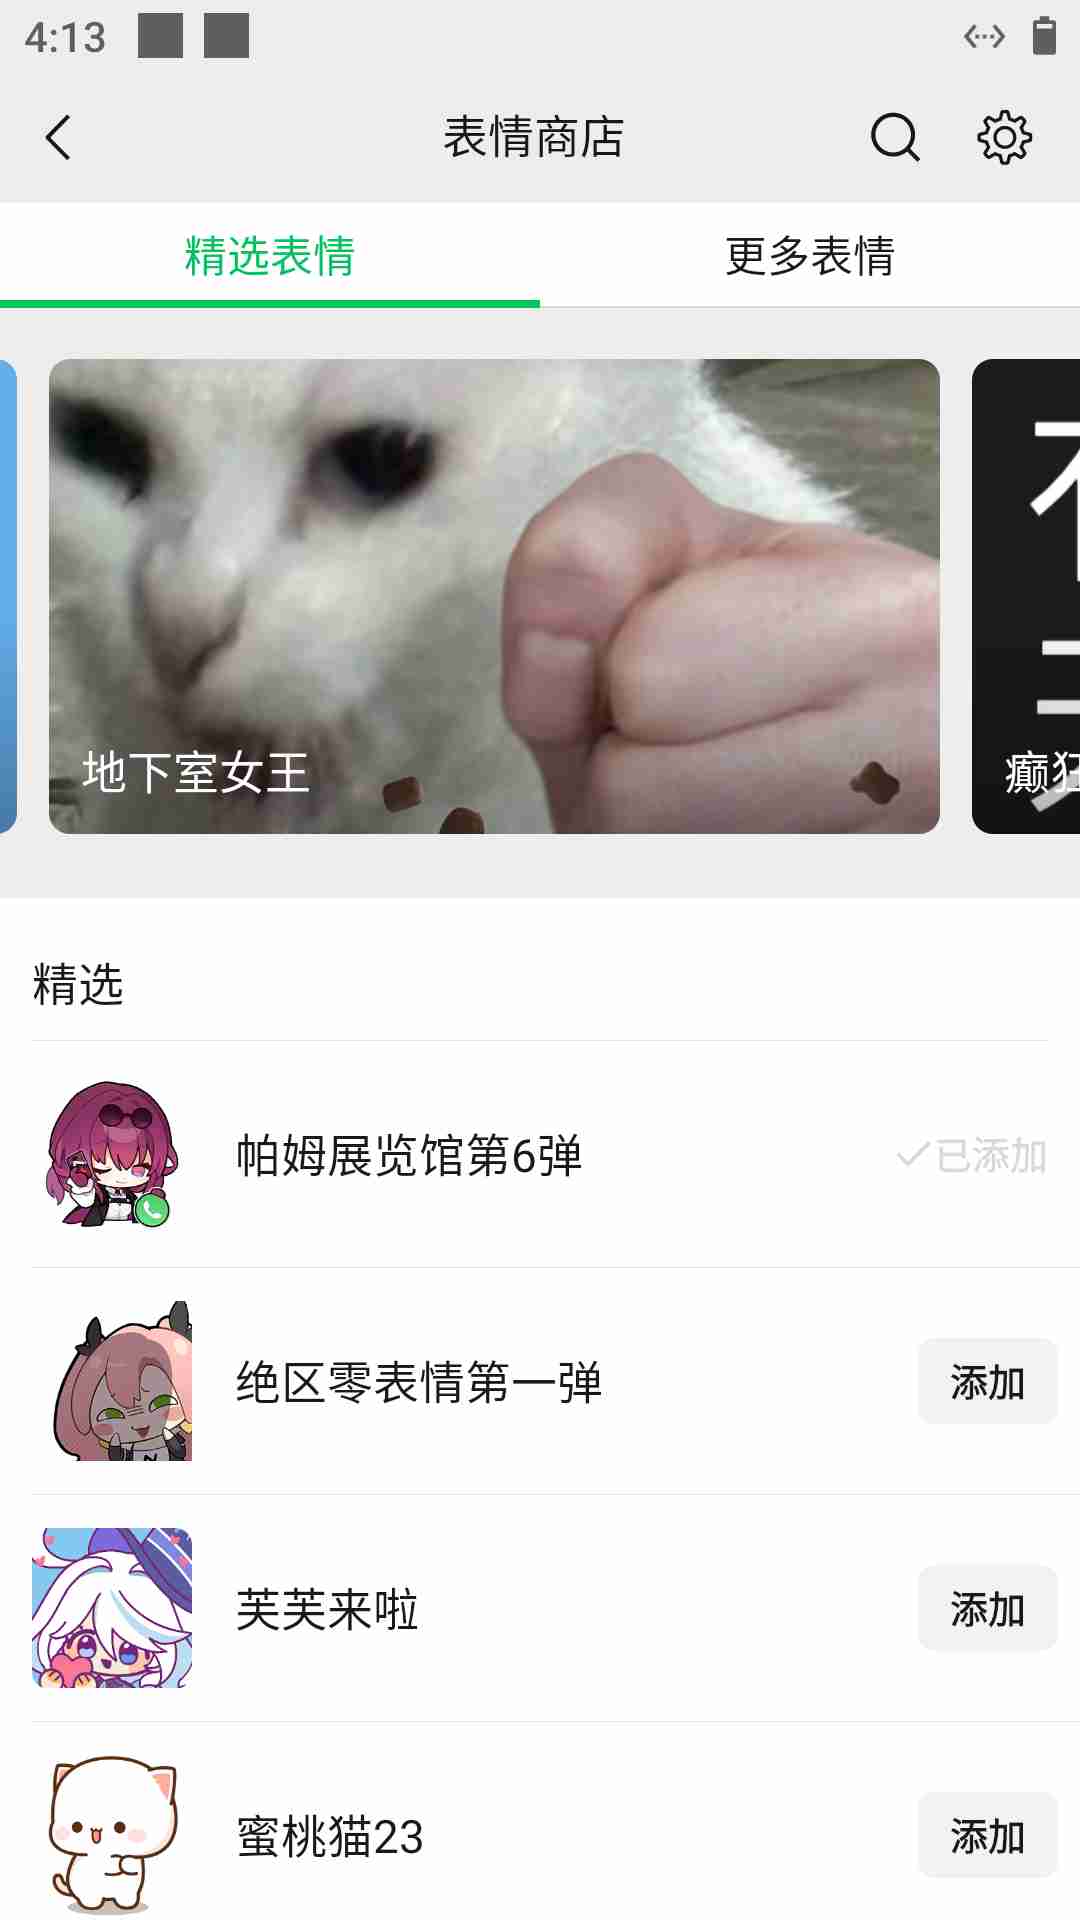 4:13
表情商店
精选表情
更多表情
地下室女王
癫狂
精选
帕姆展览馆第6弹
已添加
绝区零表情第一弹
添加
芙芙来啦
添加
蜜桃猫23
添加